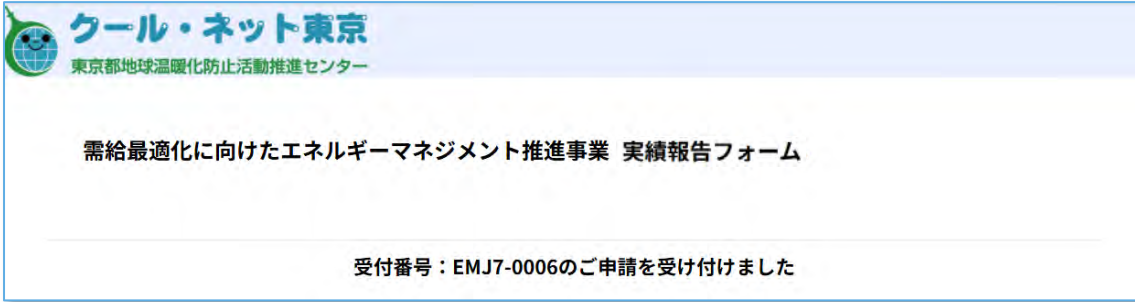 クール・ネット東京
東京都地球温暖化防止活動推進センター
需給最適化に向けたエネルギーマネジメント推進事業 実績報告フォーム
受付番号：EMJ7-0006のご申請を受け付けました